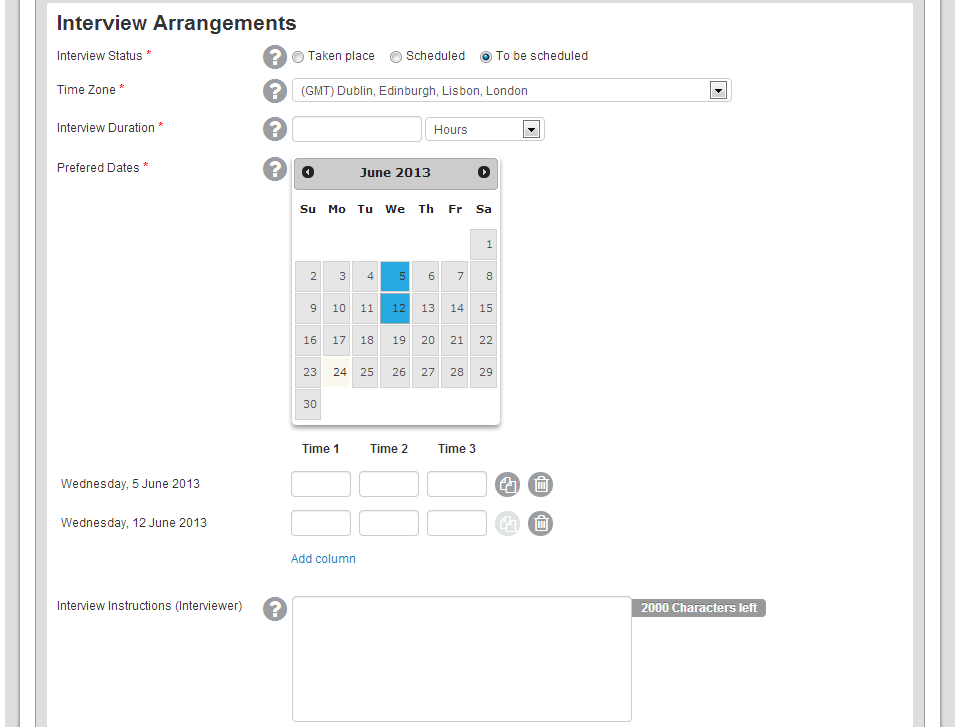 Interview Arrangements
Interview Status * ? Taken place Scheduled To be scheduled
Time Zone * ? (GMT) Dublin, Edinburgh, Lisbon, London
Interview Duration * ? Hours
Prefered Dates * ? June 2013
Su Mo Tu We Th Fr Sa
1
2 3 4 5 6 7 8
9 10 11 12 13 14 15
16 17 18 19 20 21 22
23 24 25 26 27 28 29
30
Time 1 Time 2 Time 3
Wednesday, 5 June 2013
Wednesday, 12 June 2013
Add column
Interview Instructions (Interviewer) ? 2000 Characters left